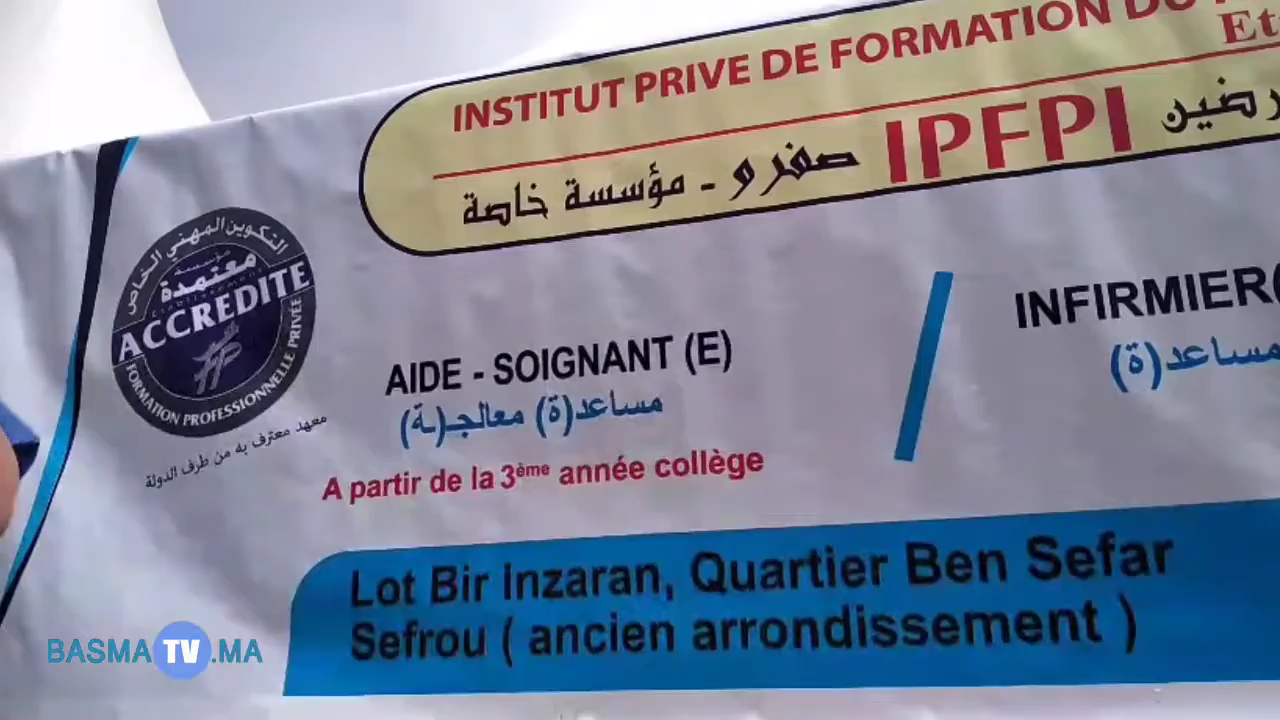 INSTITUT PRIVE DE FORMATION DU
Et
صفرو - مؤسسة خاصة IPFPI
التكوين المهني الخاص
مؤسسة
معتمدة
ACCREDITE
FORMATION PROFESSIONNELLE PRIVÉE
معهد معترف به من طرف الدولة
AIDE - SOIGNANT (E)
مساعد(ة) معالجـ(ـة)
A partir de la 3ème année collège
INFIRMIER(
مساعد(ة)
Lot Bir Inzaran, Quartier Ben Sefar
Sefrou ( ancien arrondissement )
BASMA TV .MA